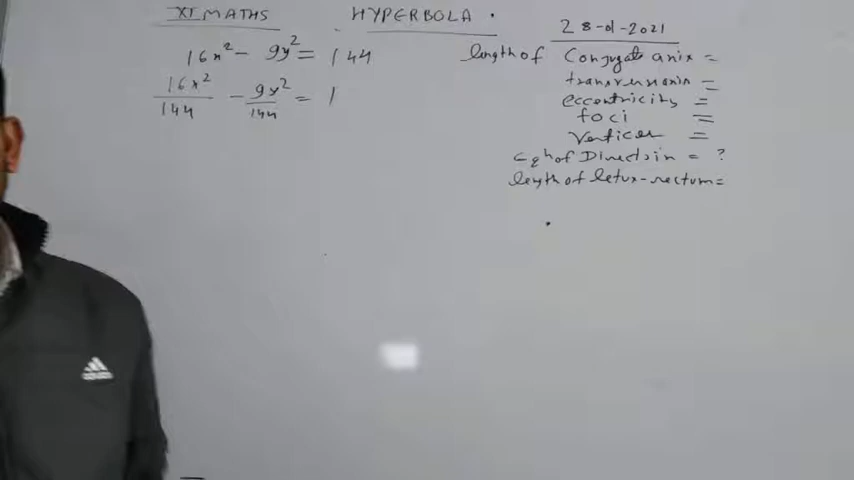 XI MATHS
HYPERBOLA
28-01-2021
16x² - 9y² = 144
16x²/144 - 9y²/144 = 1
length of Conjugate axis =
transverse axis =
eccentricity =
foci =
Vertices =
Eqn of Directrix = ?
length of letus-rectum =